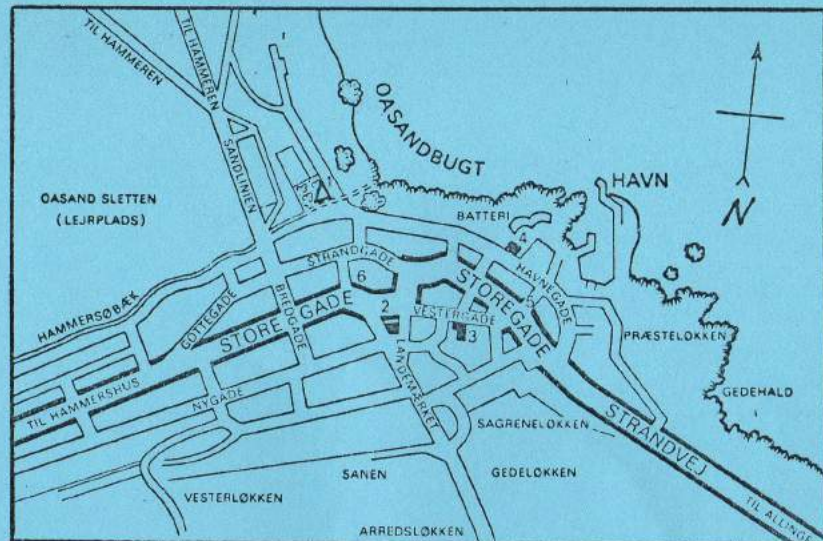 TIL HAMMEREN
TIL HAMMEREN
SANDLINIEN
OASANDBUGT
HAVN
N
OASAND SLETTEN
(LEJRPLADS)
BATTERI
1
4
STRANDGADE
HAVNEGADE
HAMMERSØBÆK
GOTTEGADE
BREDGADE
6
STOREGADE
STOREGADE
5
2
VESTERGADE
3
PRÆSTELØKKEN
LANDEMÆRKET
GEDEHALD
TIL HAMMERSHUS
NYGADE
SAGRENELØKKEN
STRANDVEJ
SANEN
GEDELØKKEN
VESTERLØKKEN
TIL ALLINGE
ARREDSLØKKEN